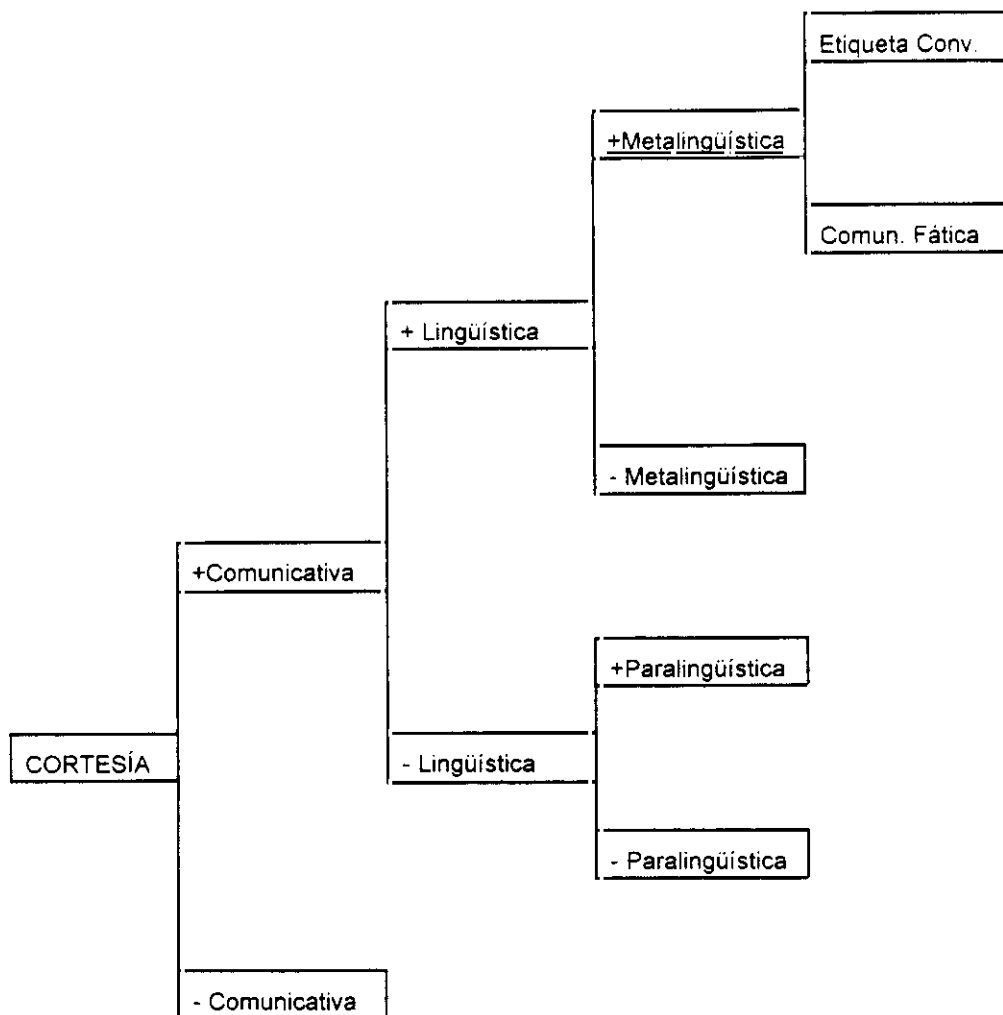 Etiqueta Conv.
+Metalingüística
Comun. Fática
+ Lingüística
- Metalingüística
+Comunicativa
+Paralingüística
CORTESÍA
- Lingüística
- Paralingüística
- Comunicativa